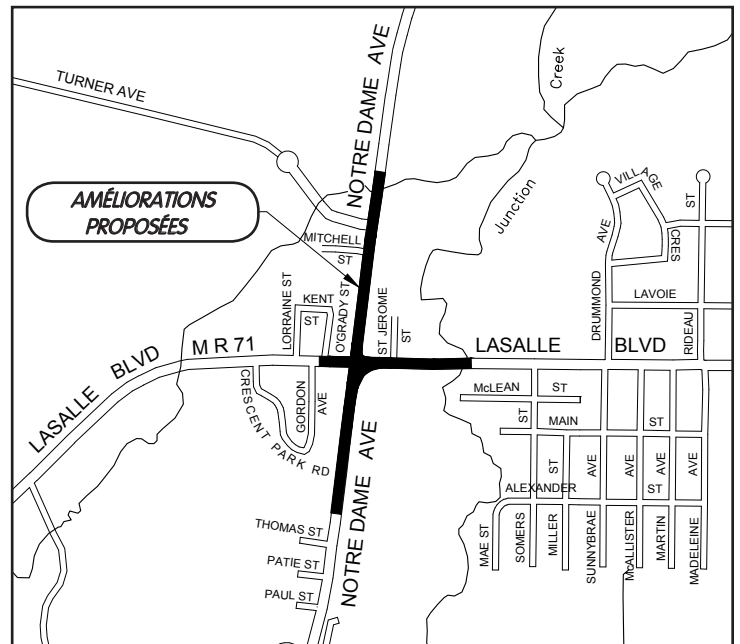 TURNER AVE
NOTRE DAME AVE
Creek
Junction
AMÉLIORATIONS
PROPOSÉES
MITCHELL
ST
VILLAGE
CRES
ST
AVE
DRUMMOND
LAVOIE
RIDEAU
LORRAINE ST
KENT
ST
O'GRADY ST
ST JEROME
ST
LASALLE BLVD
M R 71
LASALLE BLVD
CRESCENT PARK RD
GORDON
AVE
McLEAN ST
ST
MAIN ST
ST
AVE
AVE
AVE
AVE
ALEXANDER ST
NOTRE DAME AVE
THOMAS ST
PATIE ST
PAUL ST
MAE ST
SOMERS
MILLER
SUNNYBRAE
McALLISTER
MARTIN
MADELEINE